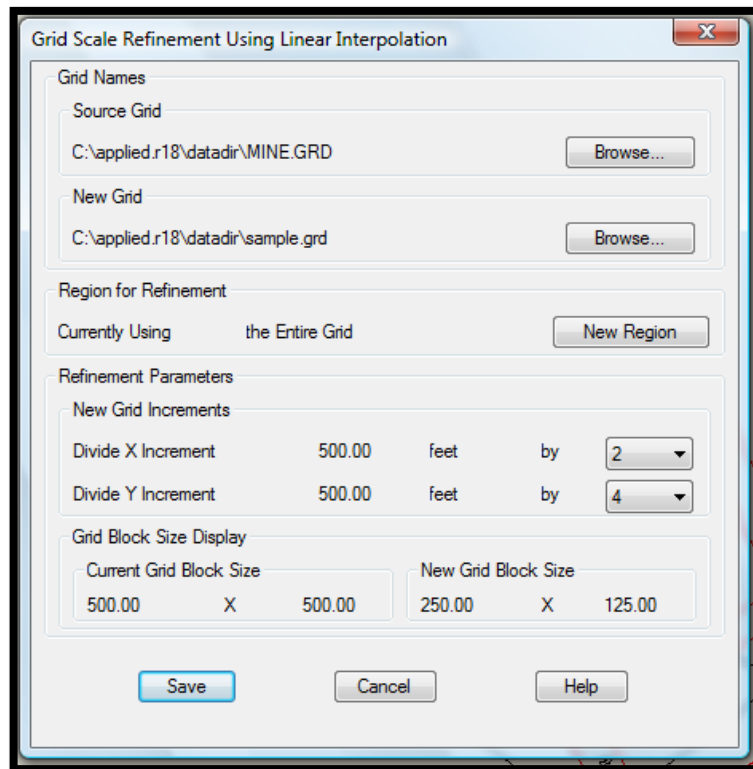 Grid Scale Refinement Using Linear Interpolation
Grid Names
Source Grid
C:\applied.r18\datadir\MINE.GRD Browse...
New Grid
C:\applied.r18\datadir\sample.grd Browse...
Region for Refinement
Currently Using the Entire Grid New Region
Refinement Parameters
New Grid Increments
Divide X Increment 500.00 feet by 2
Divide Y Increment 500.00 feet by 4
Grid Block Size Display
Current Grid Block Size New Grid Block Size
500.00 X 500.00 250.00 X 125.00
Save Cancel Help